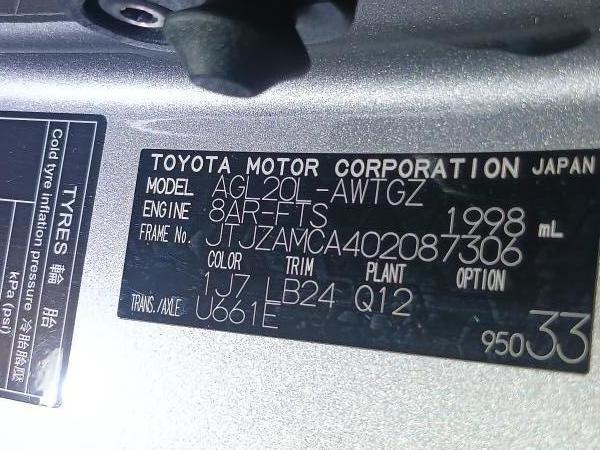 TYRES 輪 胎
Cold tyre inflation pressure 冷胎胎壓
kPa (psi)
TOYOTA MOTOR CORPORATION JAPAN
MODEL AGL20L-AWTGZ
ENGINE 8AR-FTS 1998 mL
FRAME No. JTJZAMCA402087306
COLOR TRIM PLANT OPTION
1J7 LB24 Q12
TRANS./AXLE U661E
95033